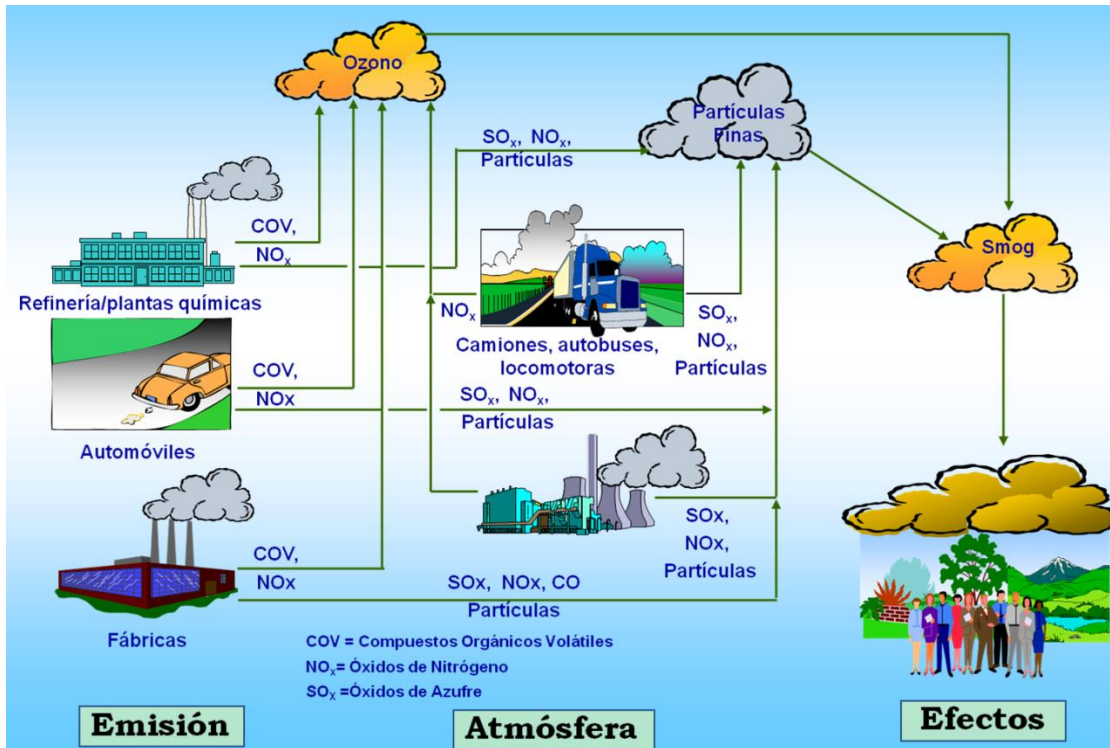 Ozono
Partículas
Finas
SOx, NOx,
Partículas
COV,
NOx
Smog
Refinería/plantas químicas
NOx
SOx,
NOx,
Partículas
Camiones, autobuses,
locomotoras
COV,
NOx
SOx, NOx,
Partículas
Automóviles
SOx,
NOx,
Partículas
COV,
NOx
SOx, NOx, CO
Partículas
Fábricas
COV = Compuestos Orgánicos Volátiles
NOx= Óxidos de Nitrógeno
SOx =Óxidos de Azufre
Emisión
Atmósfera
Efectos